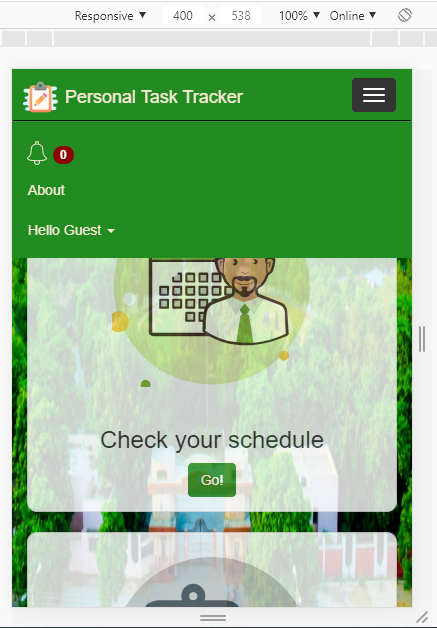 Responsive ▼ 400 × 538 100% ▼ Online ▼
Personal Task Tracker
0
About
Hello Guest
Check your schedule
Go!